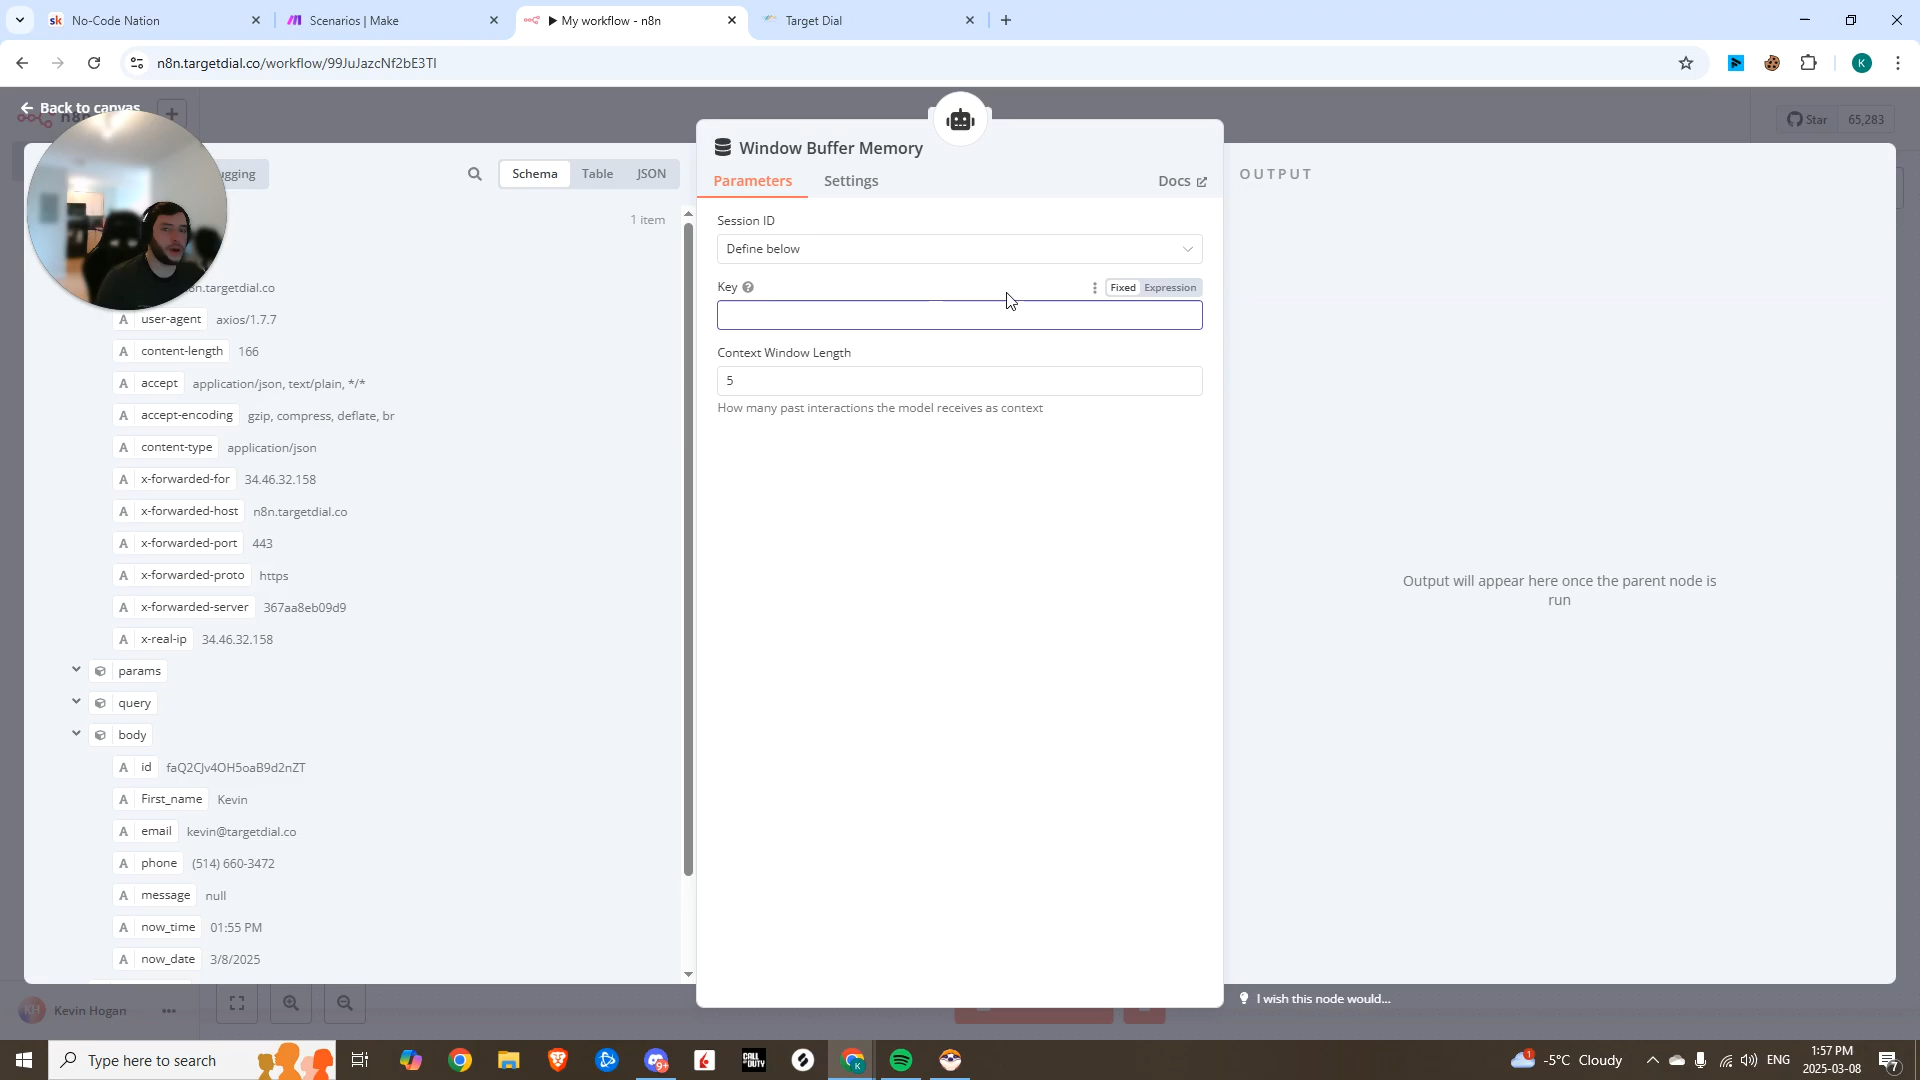 No-Code Nation
Scenarios | Make
▶ My workflow - n8n
Target Dial
n8n.targetdial.co/workflow/99JuJazcNf2bE3TI
K
Back to canvas
n8n
Star
65,283
Window Buffer Memory
Parameters
Settings
Docs
Schema
Table
JSON
1 item
OUTPUT
user-agent axios/1.7.7
content-length 166
accept application/json, text/plain, */*
accept-encoding gzip, compress, deflate, br
content-type application/json
x-forwarded-for 34.46.32.158
x-forwarded-host n8n.targetdial.co
x-forwarded-port 443
x-forwarded-proto https
x-forwarded-server 367aa8eb09d9
x-real-ip 34.46.32.158
params
query
body
id faQ2CJv4OH5oaB9d2nZT
First_name Kevin
email kevin@targetdial.co
phone (514) 660-3472
message null
now_time 01:55 PM
now_date 3/8/2025
Session ID
Define below
Key
Fixed
Expression
Context Window Length
5
How many past interactions the model receives as context
Output will appear here once the parent node is
run
I wish this node would...
KH
Kevin Hogan
Type here to search
-5°C Cloudy
ENG
1:57 PM
2025-03-08